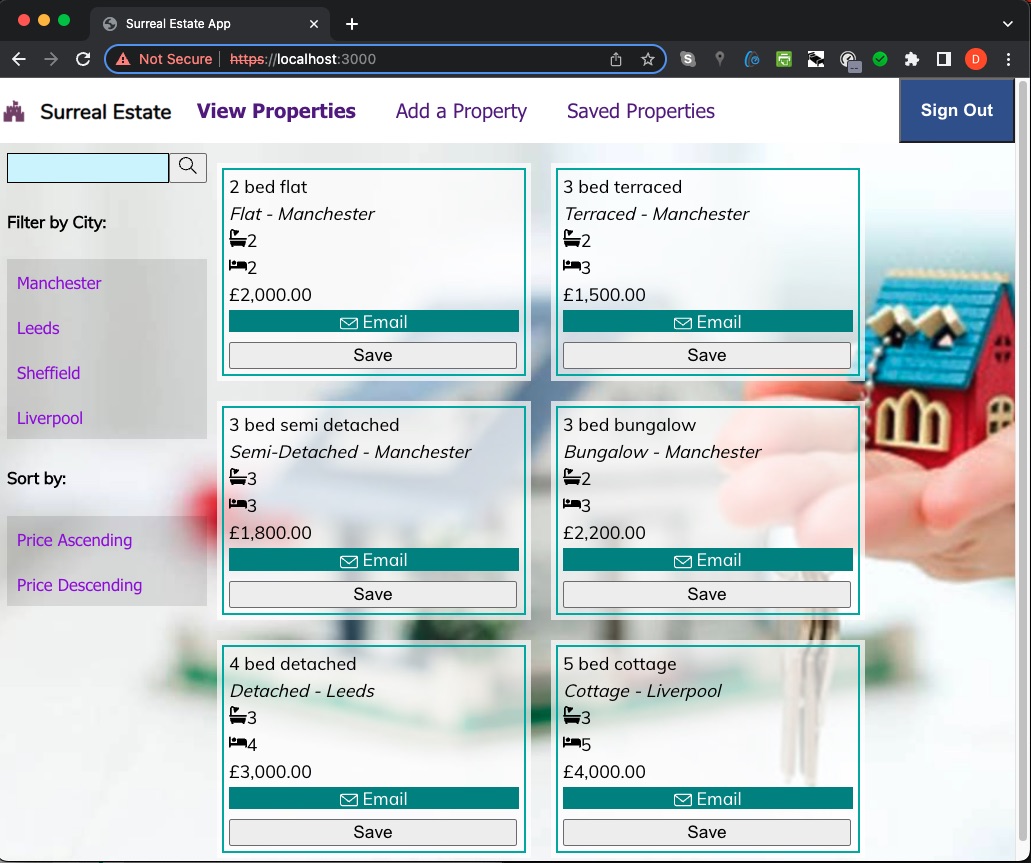 Surreal Estate App
Not Secure https://localhost:3000
D
Surreal Estate View Properties Add a Property Saved Properties Sign Out
Filter by City:
Manchester
Leeds
Sheffield
Liverpool
Sort by:
Price Ascending
Price Descending
2 bed flat
Flat - Manchester
2
2
£2,000.00
Email
Save
3 bed terraced
Terraced - Manchester
2
3
£1,500.00
Email
Save
3 bed semi detached
Semi-Detached - Manchester
3
3
£1,800.00
Email
Save
3 bed bungalow
Bungalow - Manchester
2
3
£2,200.00
Email
Save
4 bed detached
Detached - Leeds
3
4
£3,000.00
Email
Save
5 bed cottage
Cottage - Liverpool
3
5
£4,000.00
Email
Save